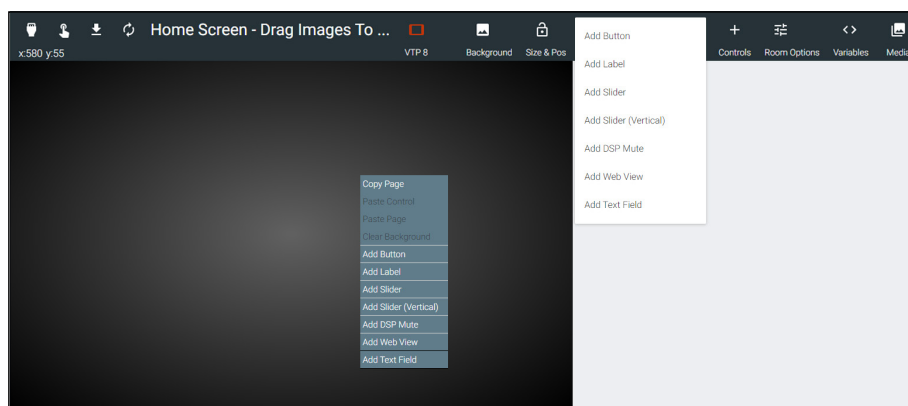 Home Screen - Drag Images To ...
x:580 y:55
VTP 8
Background
Size & Pos
Controls
Room Options
Variables
Media
Add Button
Add Label
Add Slider
Add Slider (Vertical)
Add DSP Mute
Add Web View
Add Text Field
Copy Page
Paste Control
Paste Page
Clear Background
Add Button
Add Label
Add Slider
Add Slider (Vertical)
Add DSP Mute
Add Web View
Add Text Field